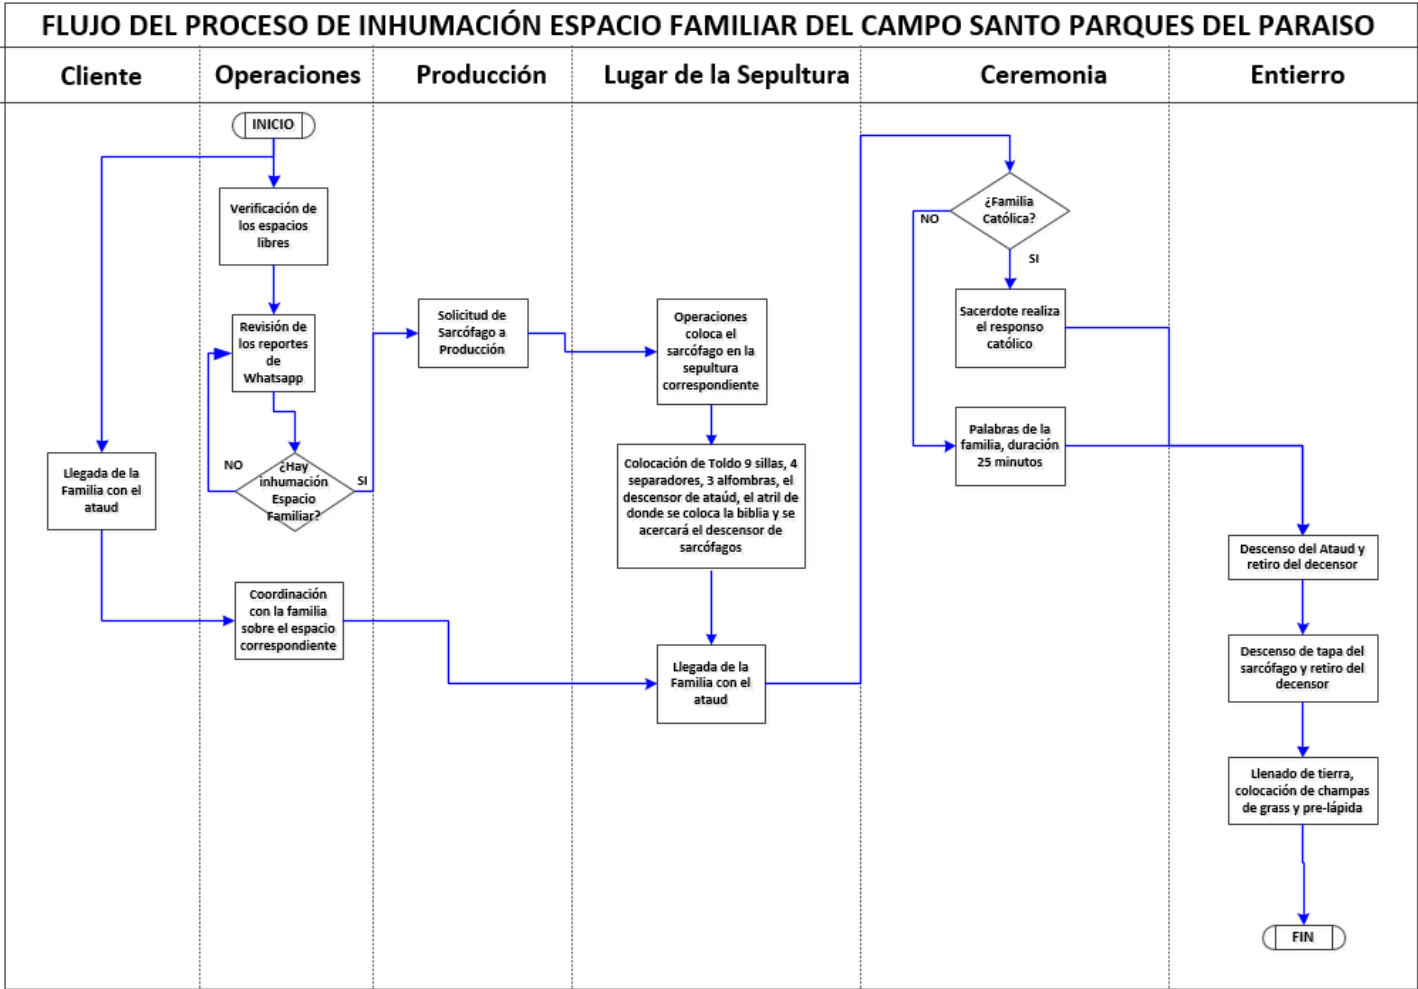 FLUJO DEL PROCESO DE INHUMACIÓN ESPACIO FAMILIAR DEL CAMPO SANTO PARQUES DEL PARAISO
Cliente
Operaciones
Producción
Lugar de la Sepultura
Ceremonia
Entierro
INICIO
Verificación de
los espacios
libres
Revisión de
los reportes
de
Whatsapp
¿Hay
inhumación
Espacio
Familiar?
NO
SI
Llegada de la
Familia con el
ataud
Coordinación
con la familia
sobre el espacio
correspondiente
Solicitud de
Sarcófago a
Producción
Operaciones
coloca el
sarcófago en la
sepultura
correspondiente
Colocación de Toldo 9 sillas, 4
separadores, 3 alfombras, el
descensor de ataúd, el atril de
donde se coloca la biblia y se
acercará el descensor de
sarcófagos
Llegada de la
Familia con el
ataud
¿Familia
Católica?
NO
SI
Sacerdote realiza
el responso
católico
Palabras de la
familia, duración
25 minutos
Descenso del Ataud y
retiro del decensor
Descenso de tapa del
sarcófago y retiro del
decensor
Llenado de tierra,
colocación de champas
de grass y pre-lápida
FIN